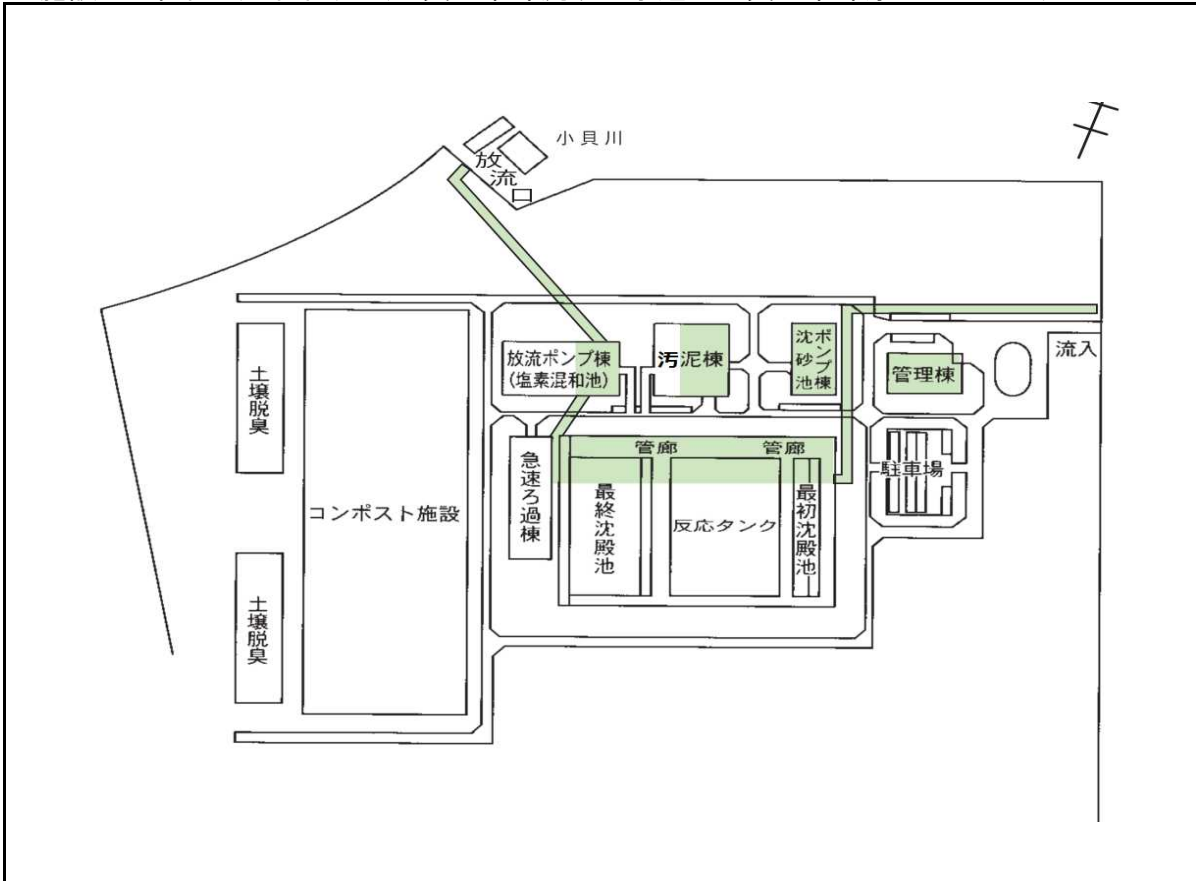 小貝川
放流口
流入
放流ポンプ棟
(塩素混和池)
汚泥棟
沈砂池
ポンプ棟
管理棟
土壌脱臭
コンポスト施設
急速ろ過棟
管廊
管廊
最終沈殿池
反応タンク
最初沈殿池
駐車場
土壌脱臭